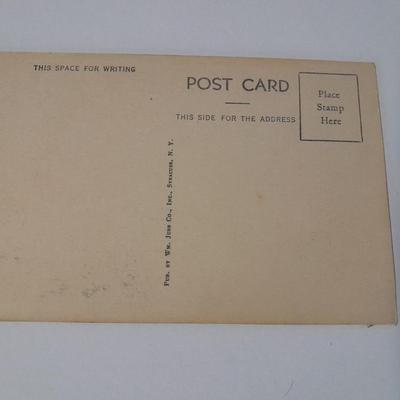 THIS SPACE FOR WRITING
POST CARD
THIS SIDE FOR THE ADDRESS
Place
Stamp
Here
Pub. by Wm. Jubb Co., Inc., Syracuse, N. Y.